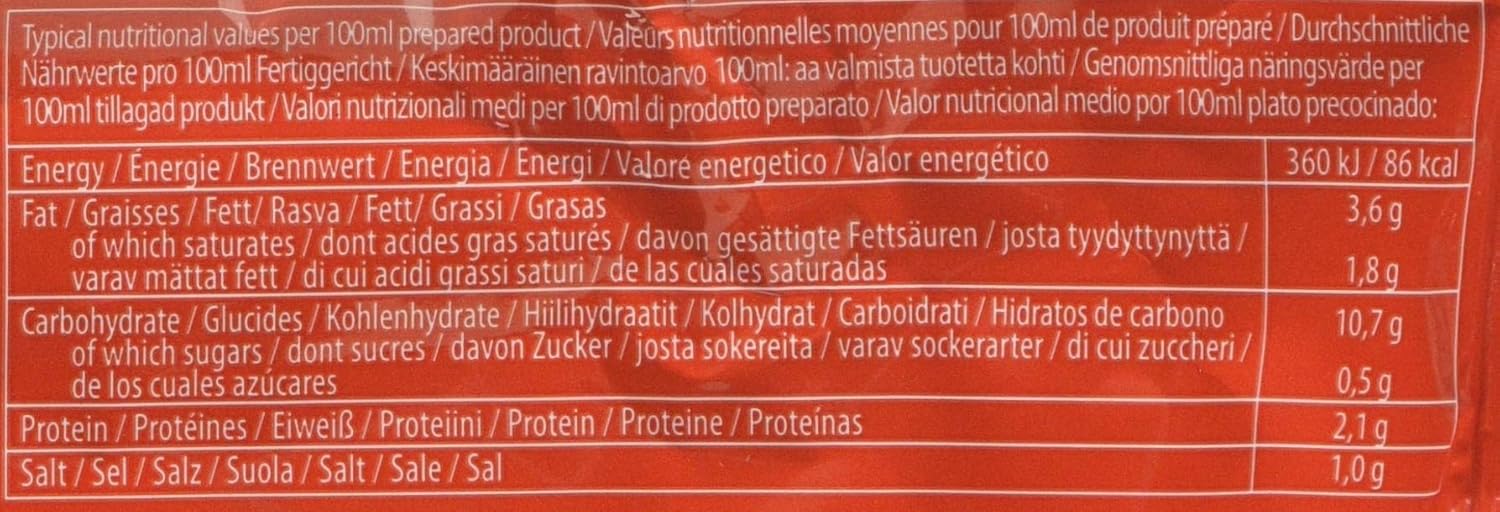 Typical nutritional values per 100ml prepared product / Valeurs nutritionnelles moyennes pour 100ml de produit préparé / Durchschnittliche
Nährwerte pro 100ml Fertiggericht / Keskimääräinen ravintoarvo 100ml: aa valmista tuotetta kohti / Genomsnittliga näringsvärde per
100ml tillagad produkt / Valori nutrizionali medi per 100ml di prodotto preparato / Valor nutricional medio por 100ml plato precocinado:
Energy / Énergie / Brennwert / Energia / Energi / Valore energetico / Valor energético 360 kJ / 86 kcal
Fat / Graisses / Fett/ Rasva / Fett/ Grassi / Grasas 3,6 g
of which saturates / dont acides gras saturés / davon gesättigte Fettsäuren / josta tyydyttynyttä /
varav mättat fett / di cui acidi grassi saturi / de las cuales saturadas 1,8 g
Carbohydrate / Glucides / Kohlenhydrate / Hiilihydraatit / Kolhydrat / Carboidrati / Hidratos de carbono 10,7 g
of which sugars / dont sucres / davon Zucker / josta sokereita / varav sockerarter / di cui zuccheri /
de los cuales azúcares 0,5 g
Protein / Protéines / Eiweiß / Proteiini / Protein / Proteine / Proteínas 2,1 g
Salt / Sel / Salz / Suola / Salt / Sale / Sal 1,0 g